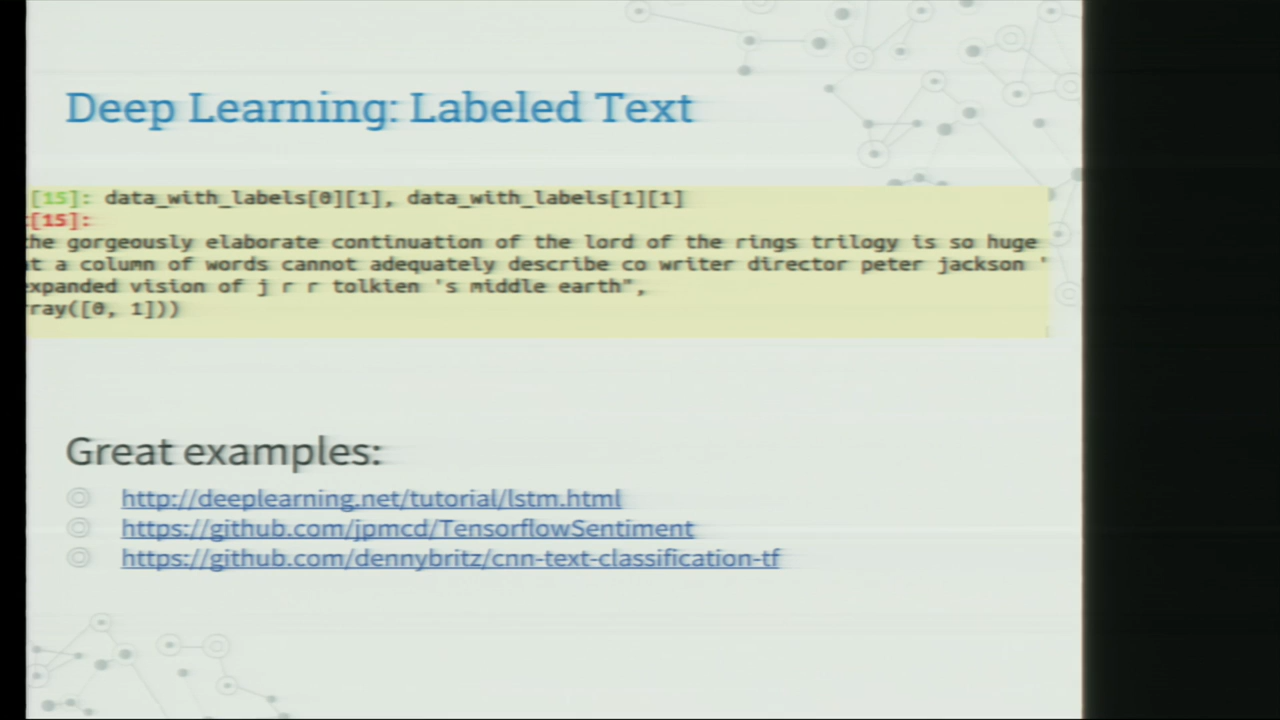 Deep Learning: Labeled Text
[15]: data_with_labels[0][1], data_with_labels[1][1]
[15]:
gorgeously elaborate continuation of the lord of the rings trilogy is so huge
a column of words cannot adequately describe co writer director peter jackson '
expanded vision of j r r tolkien 's middle earth",
rray([0, 1]))
Great examples:
http://deeplearning.net/tutorial/lstm.html
https://github.com/jpmcd/TensorflowSentiment
https://github.com/dennybritz/cnn-text-classification-tf